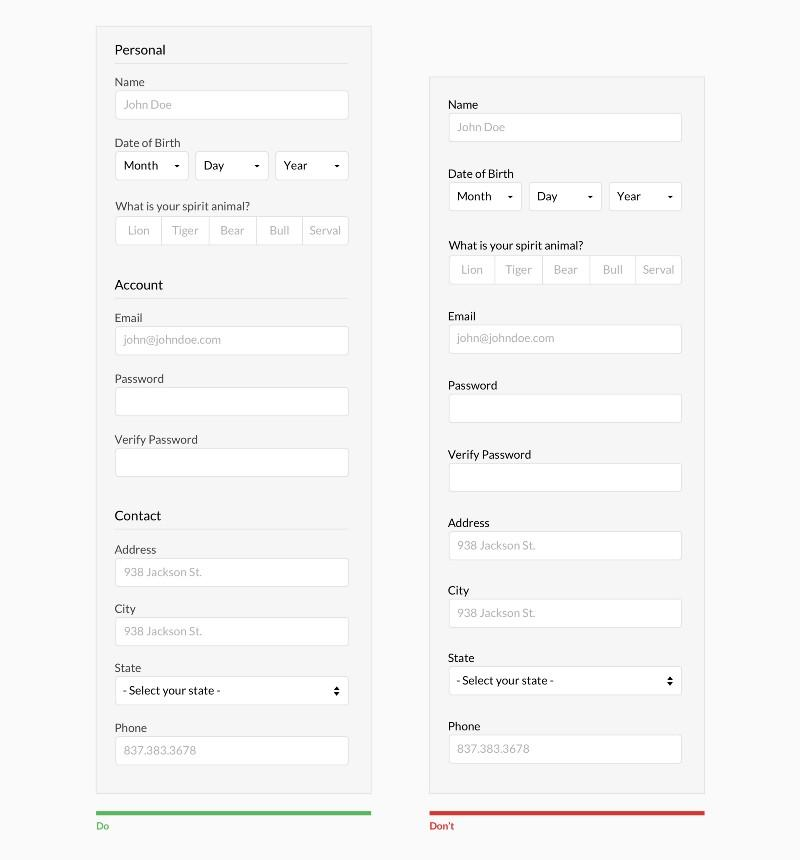 Personal
Name
John Doe
Date of Birth
Month Day Year
What is your spirit animal?
Lion Tiger Bear Bull Serval
Account
Email
john@johndoe.com
Password
Verify Password
Contact
Address
938 Jackson St.
City
938 Jackson St.
State
- Select your state -
Phone
837.383.3678
Do
Name
John Doe
Date of Birth
Month Day Year
What is your spirit animal?
Lion Tiger Bear Bull Serval
Email
john@johndoe.com
Password
Verify Password
Address
938 Jackson St.
City
938 Jackson St.
State
- Select your state -
Phone
837.383.3678
Don't